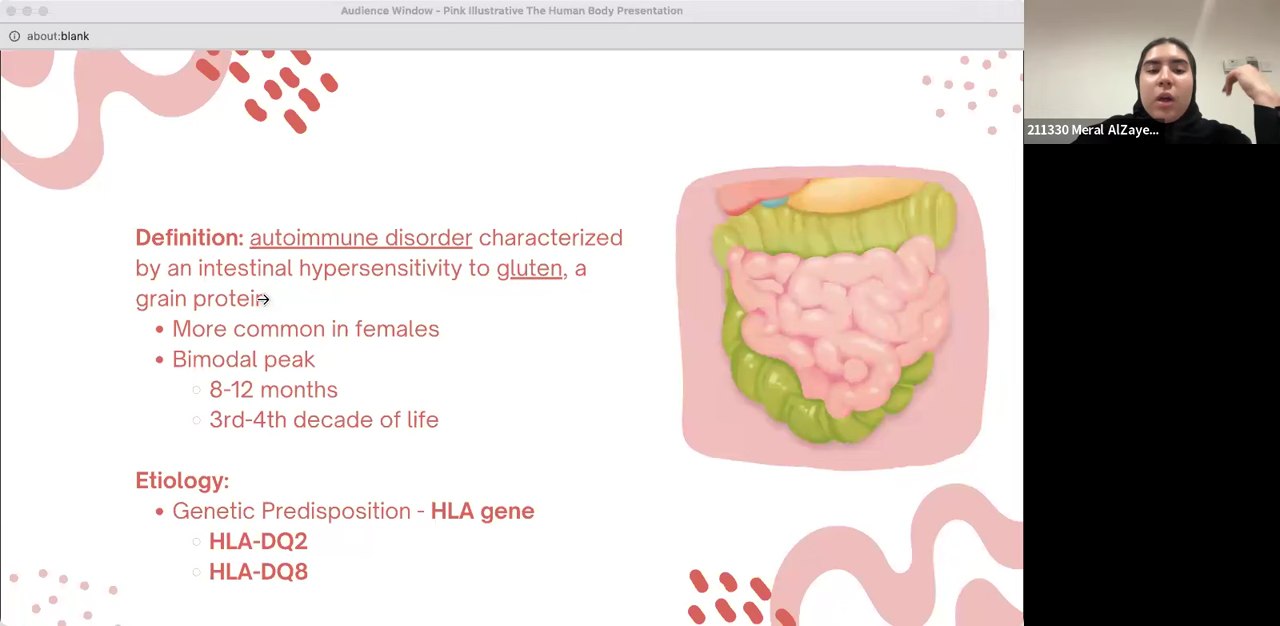 Audience Window - Pink Illustrative The Human Body Presentation
about:blank
211330 Meral AlZaye...
Definition: autoimmune disorder characterized
by an intestinal hypersensitivity to gluten, a
grain protein
More common in females
Bimodal peak
8-12 months
3rd-4th decade of life
Etiology:
Genetic Predisposition - HLA gene
HLA-DQ2
HLA-DQ8